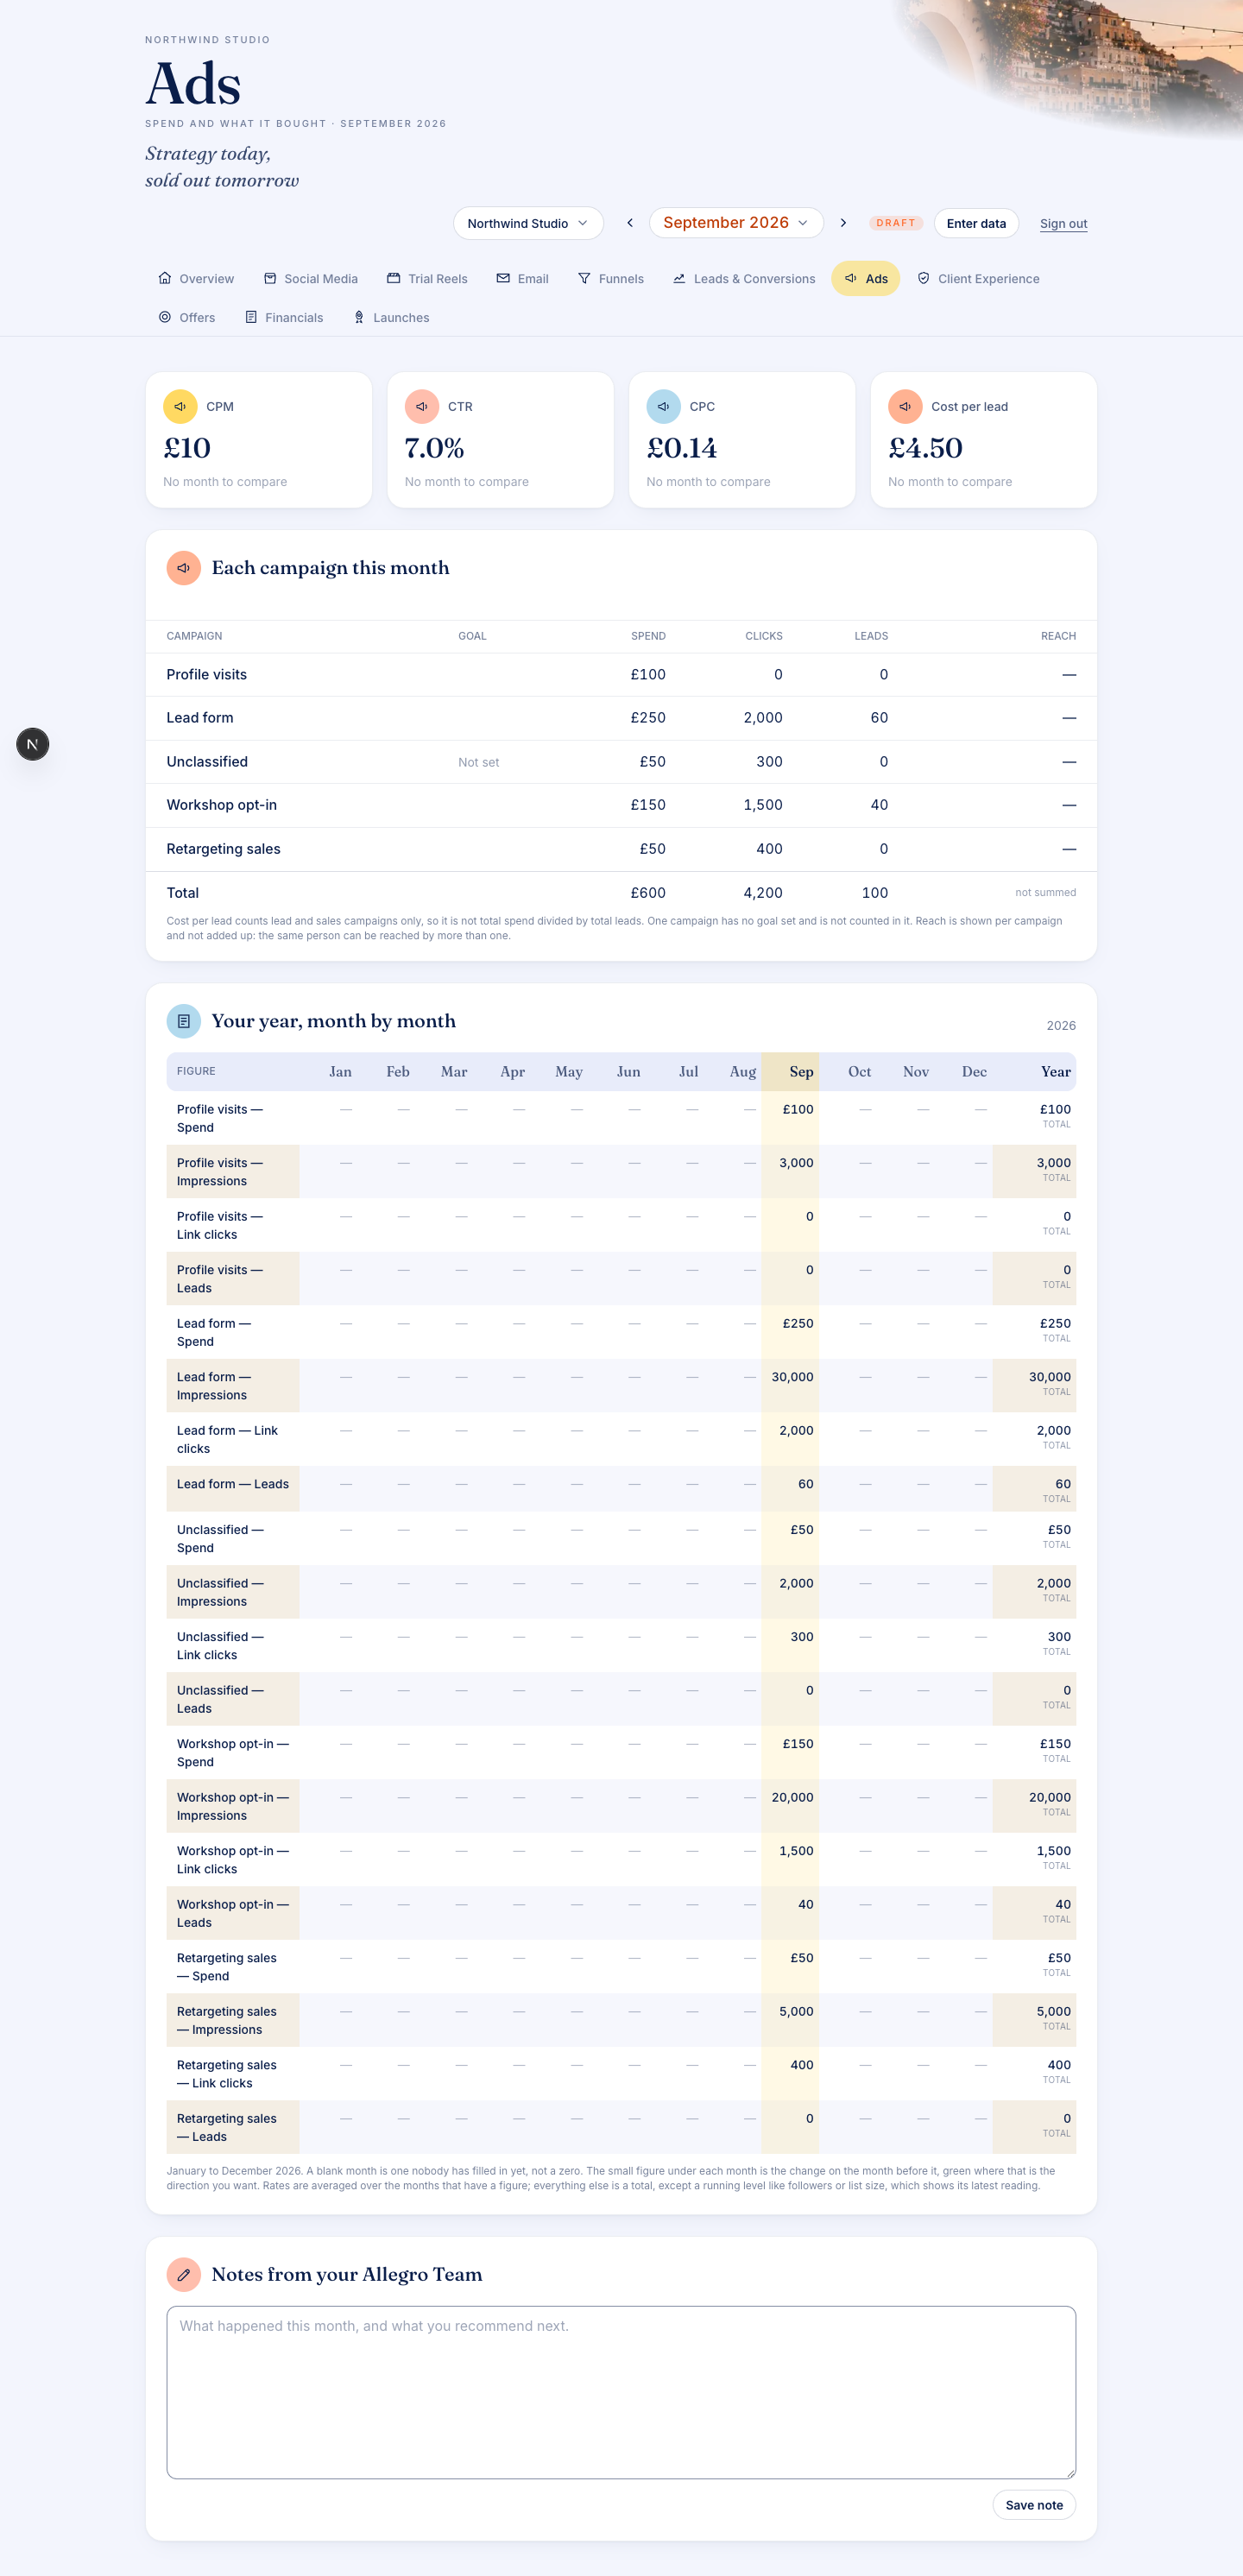 NORTHWIND STUDIO
Ads
SPEND AND WHAT IT BOUGHT · SEPTEMBER 2026
Strategy today,
sold out tomorrow
Northwind Studio September 2026 DRAFT Enter data Sign out
Overview Social Media Trial Reels Email Funnels Leads & Conversions Ads Client Experience
Offers Financials Launches
CPM CTR CPC Cost per lead
£10 7.0% £0.14 £4.50
No month to compare No month to compare No month to compare No month to compare
Each campaign this month
CAMPAIGN GOAL SPEND CLICKS LEADS REACH
Profile visits £100 0 0 —
Lead form £250 2,000 60 —
N
Unclassified Not set £50 300 0 —
Workshop opt-in £150 1,500 40 —
Retargeting sales £50 400 0 —
Total £600 4,200 100 not summed
Cost per lead counts lead and sales campaigns only, so it is not total spend divided by total leads. One campaign has no goal set and is not counted in it. Reach is shown per campaign
and not added up: the same person can be reached by more than one.
Your year, month by month 2026
FIGURE Jan Feb Mar Apr May Jun Jul Aug Sep Oct Nov Dec Year
Profile visits — — — — — — — — — £100 — — — £100
Spend TOTAL
Profile visits — — — — — — — — — 3,000 — — — 3,000
Impressions TOTAL
Profile visits — — — — — — — — — 0 — — — 0
Link clicks TOTAL
Profile visits — — — — — — — — — 0 — — — 0
Leads TOTAL
Lead form — — — — — — — — — £250 — — — £250
Spend TOTAL
Lead form — — — — — — — — — 30,000 — — — 30,000
Impressions TOTAL
Lead form — Link — — — — — — — — 2,000 — — — 2,000
clicks TOTAL
Lead form — Leads — — — — — — — — 60 — — — 60
TOTAL
Unclassified — — — — — — — — — £50 — — — £50
Spend TOTAL
Unclassified — — — — — — — — — 2,000 — — — 2,000
Impressions TOTAL
Unclassified — — — — — — — — — 300 — — — 300
Link clicks TOTAL
Unclassified — — — — — — — — — 0 — — — 0
Leads TOTAL
Workshop opt-in — — — — — — — — — £150 — — — £150
Spend TOTAL
Workshop opt-in — — — — — — — — — 20,000 — — — 20,000
Impressions TOTAL
Workshop opt-in — — — — — — — — — 1,500 — — — 1,500
Link clicks TOTAL
Workshop opt-in — — — — — — — — — 40 — — — 40
Leads TOTAL
Retargeting sales — — — — — — — — £50 — — — £50
— Spend TOTAL
Retargeting sales — — — — — — — — 5,000 — — — 5,000
— Impressions TOTAL
Retargeting sales — — — — — — — — 400 — — — 400
— Link clicks TOTAL
Retargeting sales — — — — — — — — 0 — — — 0
— Leads TOTAL
January to December 2026. A blank month is one nobody has filled in yet, not a zero. The small figure under each month is the change on the month before it, green where that is the
direction you want. Rates are averaged over the months that have a figure; everything else is a total, except a running level like followers or list size, which shows its latest reading.
Notes from your Allegro Team
What happened this month, and what you recommend next.
Save note